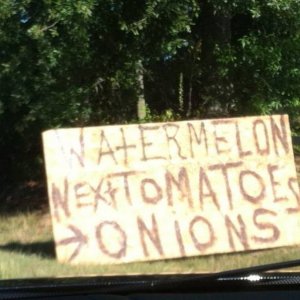 WATERMELON
NEXT TOMATOES
→ ONIONS